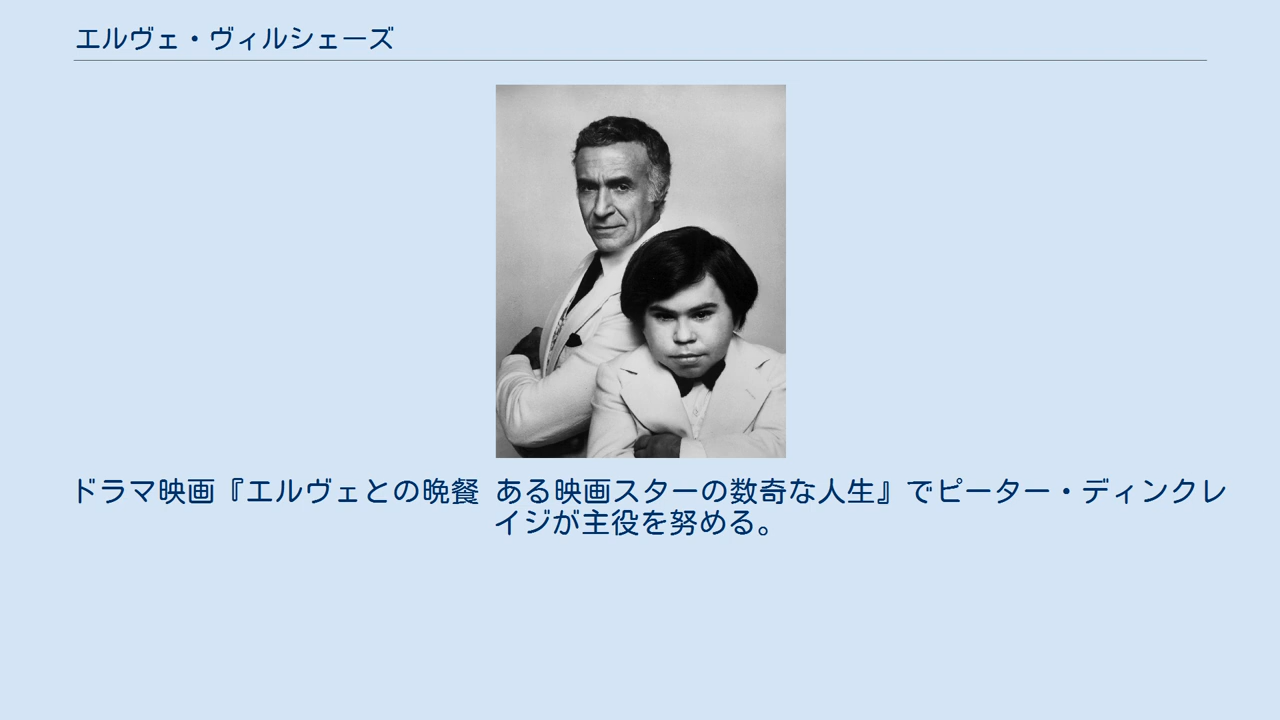 エルヴェ・ヴィルシェーズ
ドラマ映画『エルヴェとの晩餐 ある映画スターの数奇な人生』でピーター・ディンクレ
イジが主役を努める。